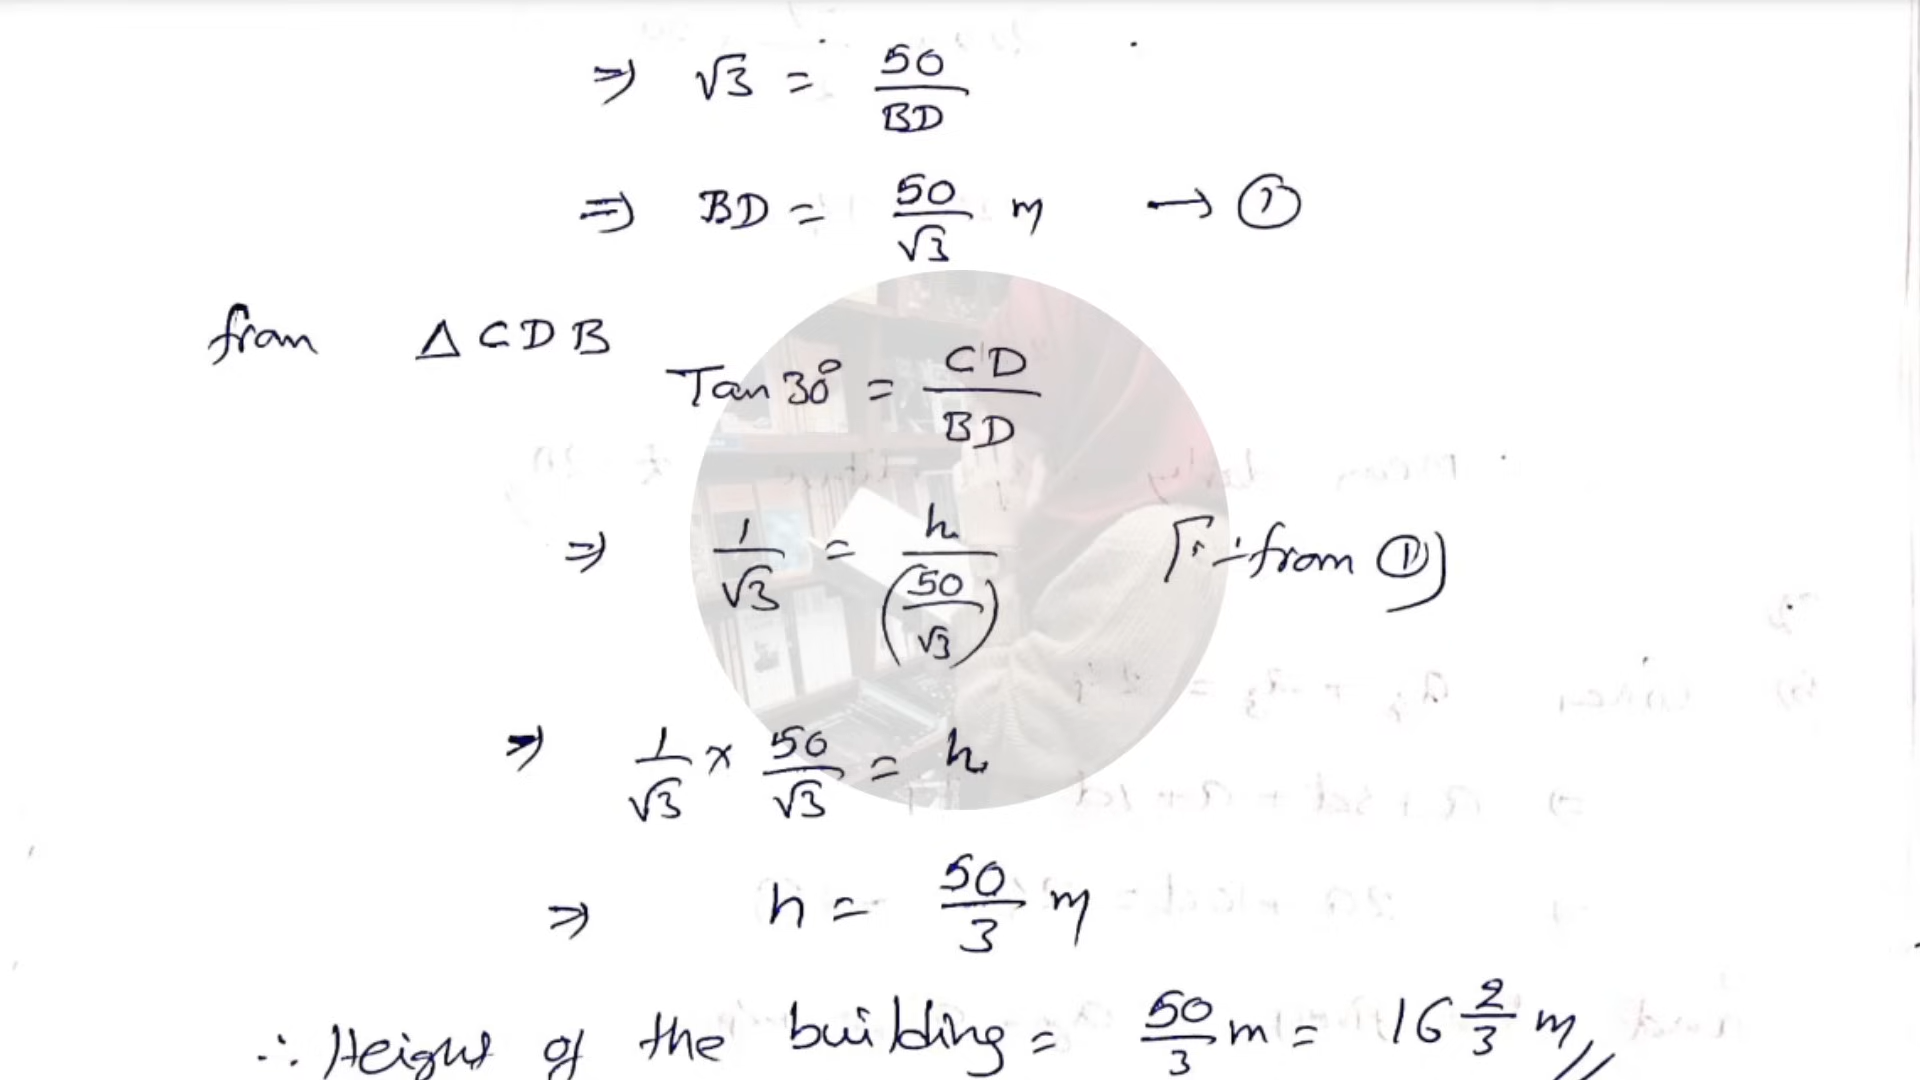 ⇒ √3 = 50/BD
⇒ BD = 50/√3 m → ①
from △CDB
Tan 30° = CD/BD
⇒ 1/√3 = h/(50/√3) [∵ from ①]
⇒ 1/√3 × 50/√3 = h
⇒ h = 50/3 m
∴ Height of the building = 50/3 m = 16 2/3 m //